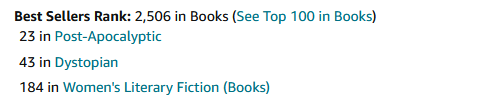 Best Sellers Rank: 2,506 in Books (See Top 100 in Books)
23 in Post-Apocalyptic
43 in Dystopian
184 in Women's Literary Fiction (Books)